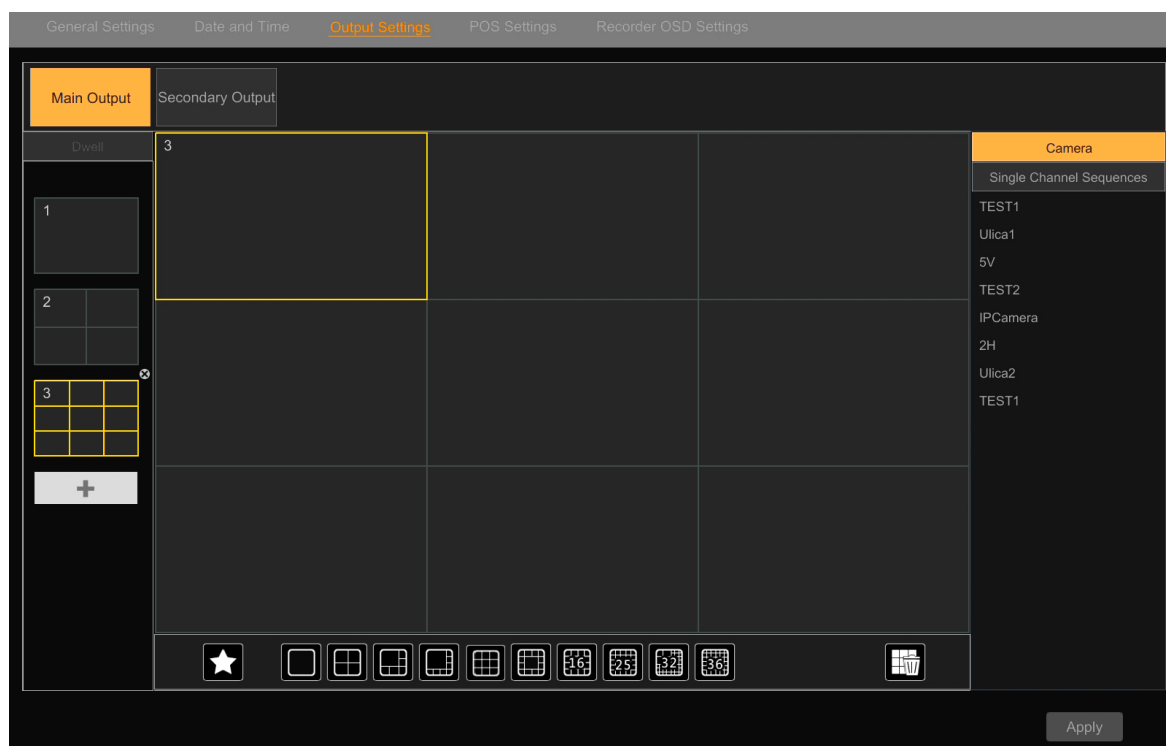 General Settings Date and Time Output Settings POS Settings Recorder OSD Settings
Main Output Secondary Output
Dwell
3
Camera
Single Channel Sequences
1
2
3
TEST1
Ulica1
5V
TEST2
IPCamera
2H
Ulica2
TEST1
16 25 32 36
Apply